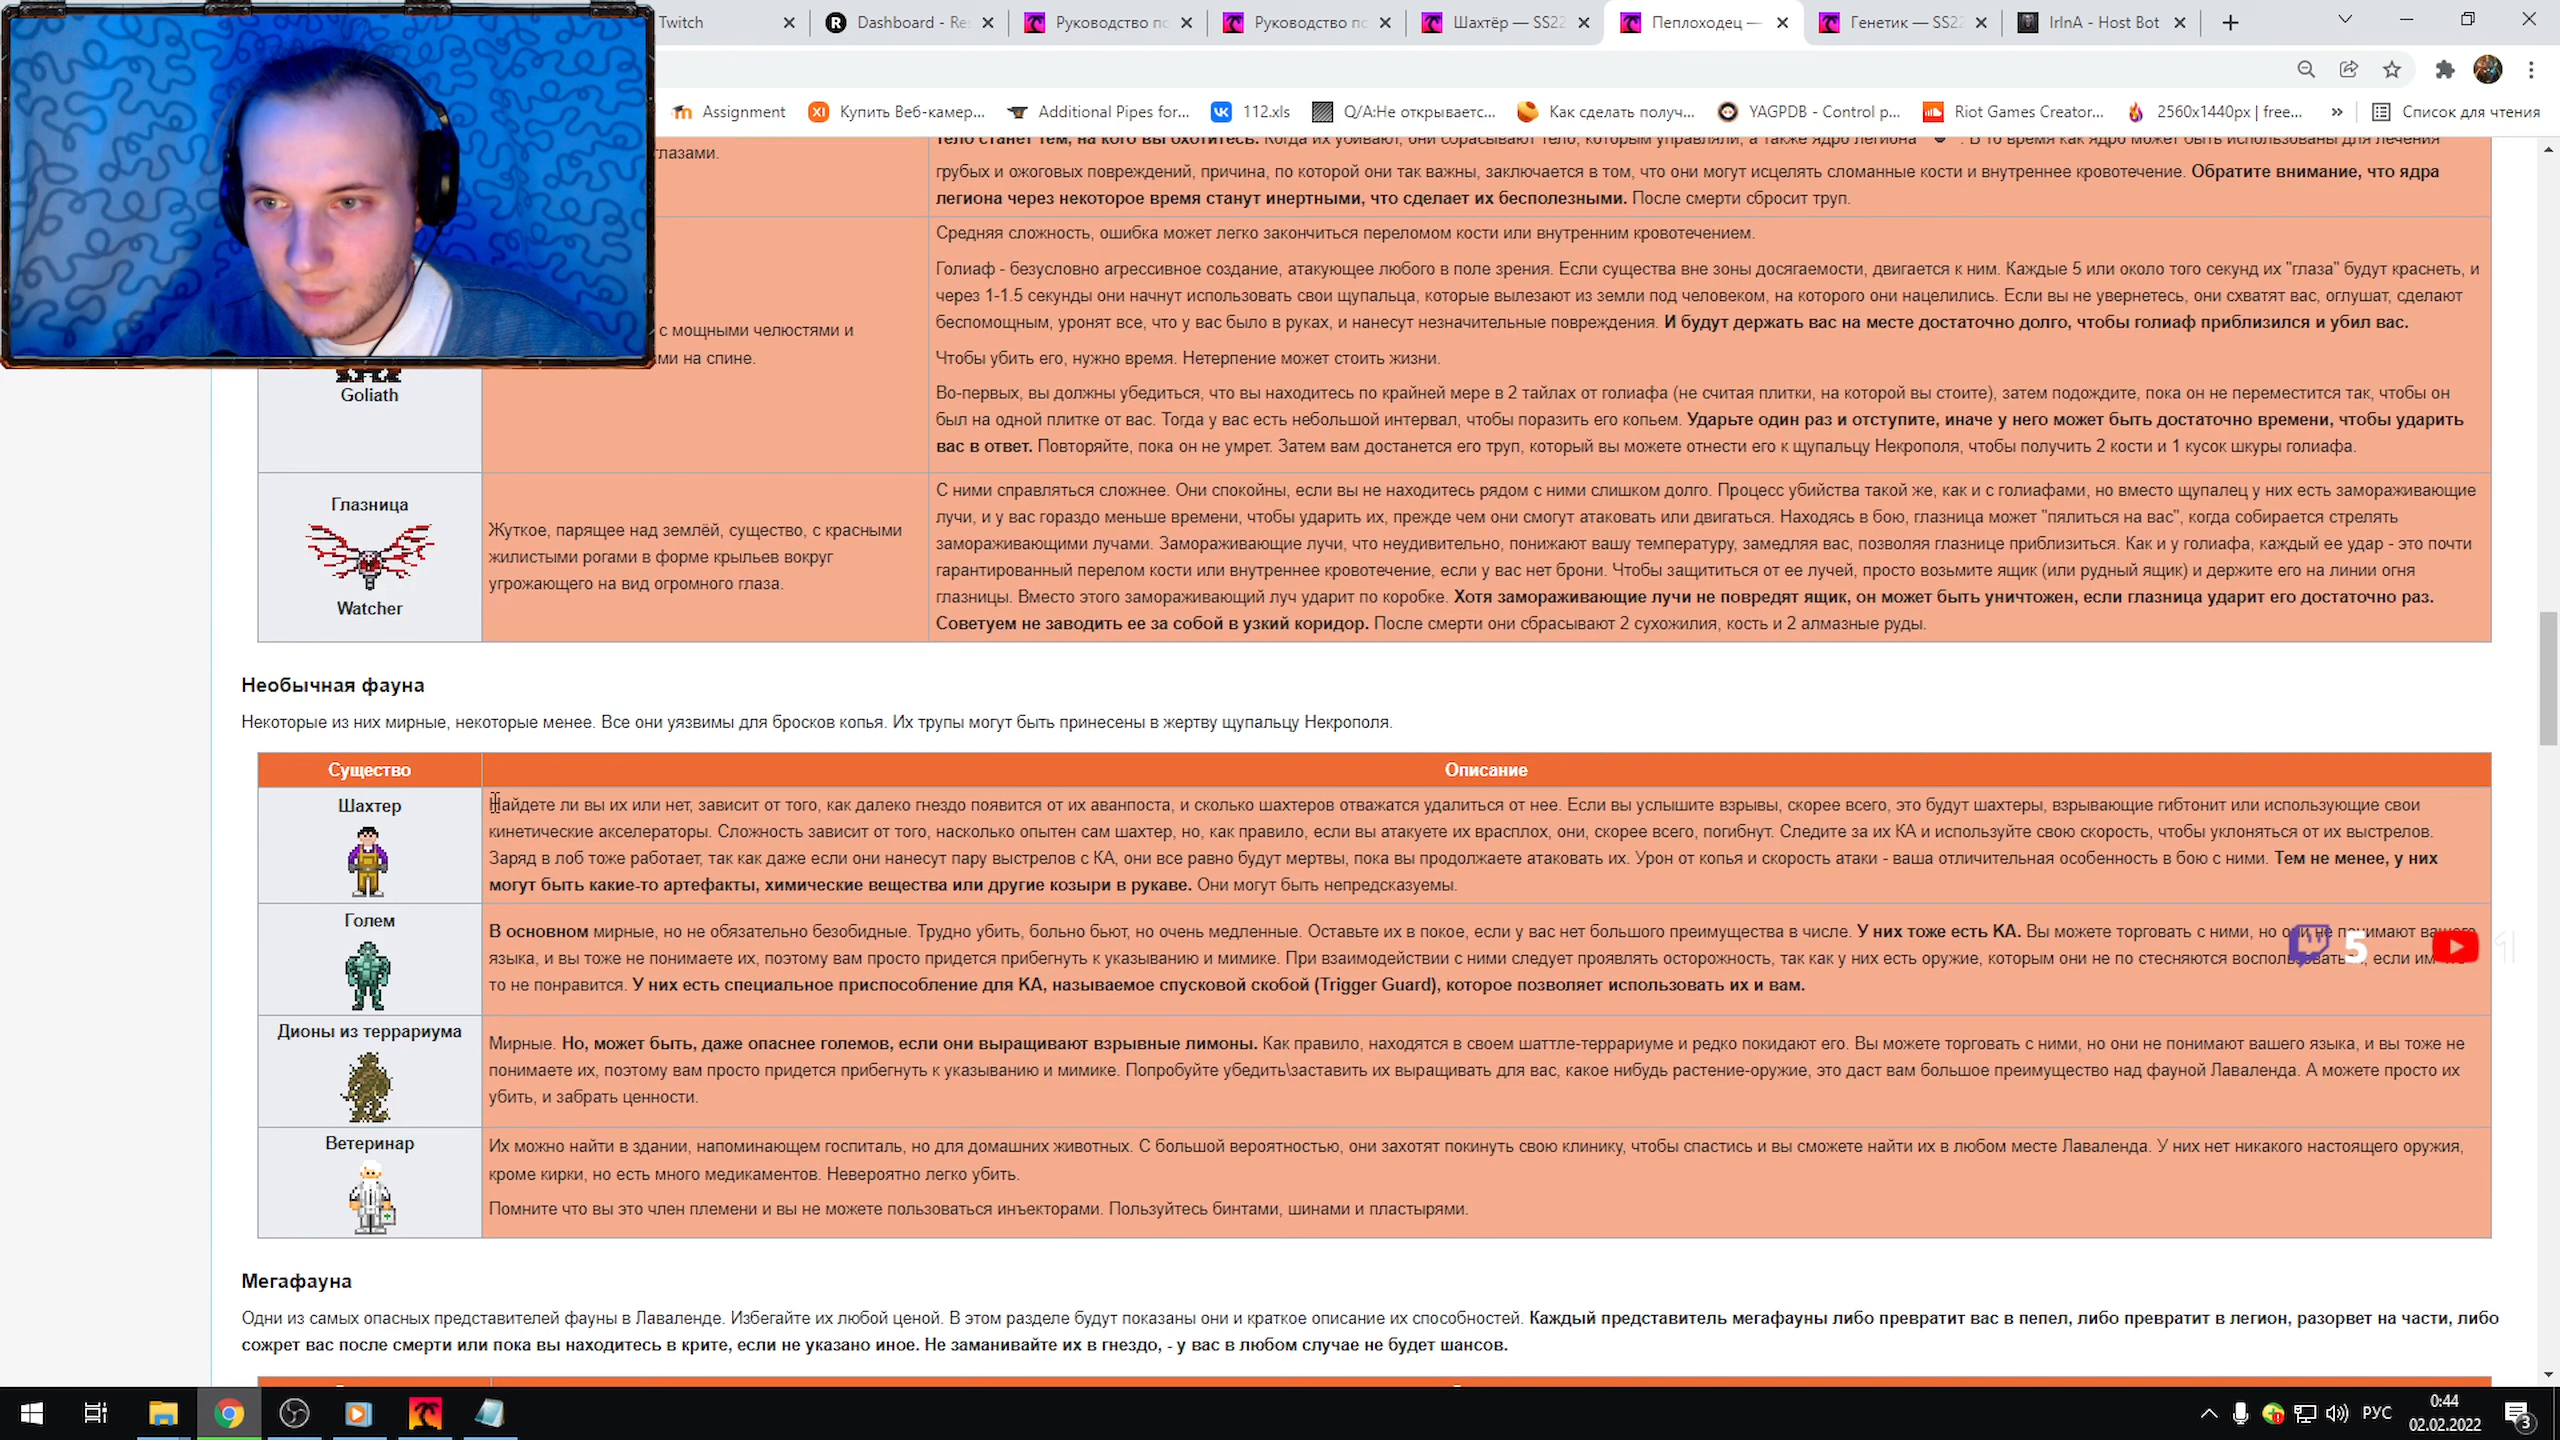 Twitch
Dashboard - Re
Руководство по
Руководство по
Шахтёр — SS22
Пеплоходец —
Генетик — SS22
IrInA - Host Bot
Assignment
Купить Веб-камер...
Additional Pipes for...
112.xls
Q/A:Не открываетс...
Как сделать получ...
YAGPDB - Control p...
Riot Games Creator...
2560x1440px | free...
»
Список для чтения
глазами.
тело станет тем, на кого вы охотитесь. Когда их убивают, они сбрасывают тело, которым управляли, а также ядро легиона . В то время как ядро может быть использованы для лечения
грубых и ожоговых повреждений, причина, по которой они так важны, заключается в том, что они могут исцелять сломанные кости и внутреннее кровотечение. Обратите внимание, что ядра
легиона через некоторое время станут инертными, что сделает их бесполезными. После смерти сбросит труп.
с мощными челюстями и
ми на спине.
Goliath
Средняя сложность, ошибка может легко закончиться переломом кости или внутренним кровотечением.
Голиаф - безусловно агрессивное создание, атакующее любого в поле зрения. Если существа вне зоны досягаемости, двигается к ним. Каждые 5 или около того секунд их "глаза" будут краснеть, и
через 1-1.5 секунды они начнут использовать свои щупальца, которые вылезают из земли под человеком, на которого они нацелились. Если вы не увернетесь, они схватят вас, оглушат, сделают
беспомощным, уронят все, что у вас было в руках, и нанесут незначительные повреждения. И будут держать вас на месте достаточно долго, чтобы голиаф приблизился и убил вас.
Чтобы убить его, нужно время. Нетерпение может стоить жизни.
Во-первых, вы должны убедиться, что вы находитесь по крайней мере в 2 тайлах от голиафа (не считая плитки, на которой вы стоите), затем подождите, пока он не переместится так, чтобы он
был на одной плитке от вас. Тогда у вас есть небольшой интервал, чтобы поразить его копьем. Ударьте один раз и отступите, иначе у него может быть достаточно времени, чтобы ударить
вас в ответ. Повторяйте, пока он не умрет. Затем вам достанется его труп, который вы можете отнести его к щупальцу Некрополя, чтобы получить 2 кости и 1 кусок шкуры голиафа.
Глазница
Watcher
Жуткое, парящее над землёй, существо, с красными
жилистыми рогами в форме крыльев вокруг
угрожающего на вид огромного глаза.
С ними справляться сложнее. Они спокойны, если вы не находитесь рядом с ними слишком долго. Процесс убийства такой же, как и с голиафами, но вместо щупалец у них есть замораживающие
лучи, и у вас гораздо меньше времени, чтобы ударить их, прежде чем они смогут атаковать или двигаться. Находясь в бою, глазница может "пялиться на вас", когда собирается стрелять
замораживающими лучами. Замораживающие лучи, что неудивительно, понижают вашу температуру, замедляя вас, позволяя глазнице приблизиться. Как и у голиафа, каждый ее удар - это почти
гарантированный перелом кости или внутреннее кровотечение, если у вас нет брони. Чтобы защититься от ее лучей, просто возьмите ящик (или рудный ящик) и держите его на линии огня
глазницы. Вместо этого замораживающий луч ударит по коробке. Хотя замораживающие лучи не повредят ящик, он может быть уничтожен, если глазница ударит его достаточно раз.
Советуем не заводить ее за собой в узкий коридор. После смерти они сбрасывают 2 сухожилия, кость и 2 алмазные руды.
Необычная фауна
Некоторые из них мирные, некоторые менее. Все они уязвимы для бросков копья. Их трупы могут быть принесены в жертву щупальцу Некрополя.
Существо
Описание
Шахтер
Найдете ли вы их или нет, зависит от того, как далеко гнездо появится от их аванпоста, и сколько шахтеров отважатся удалиться от нее. Если вы услышите взрывы, скорее всего, это будут шахтеры, взрывающие гибтонит или использующие свои
кинетические акселераторы. Сложность зависит от того, насколько опытен сам шахтер, но, как правило, если вы атакуете их врасплох, они, скорее всего, погибнут. Следите за их КА и используйте свою скорость, чтобы уклоняться от их выстрелов.
Заряд в лоб тоже работает, так как даже если они нанесут пару выстрелов с КА, они все равно будут мертвы, пока вы продолжаете атаковать их. Урон от копья и скорость атаки - ваша отличительная особенность в бою с ними. Тем не менее, у них
могут быть какие-то артефакты, химические вещества или другие козыри в рукаве. Они могут быть непредсказуемы.
Голем
В основном мирные, но не обязательно безобидные. Трудно убить, больно бьют, но очень медленные. Оставьте их в покое, если у вас нет большого преимущества в числе. У них тоже есть КА. Вы можете торговать с ними, но они не понимают вашего
языка, и вы тоже не понимаете их, поэтому вам просто придется прибегнуть к указыванию и мимике. При взаимодействии с ними следует проявлять осторожность, так как у них есть оружие, которым они не по стесняются воспользоваться, если им
то не понравится. У них есть специальное приспособление для КА, называемое спусковой скобой (Trigger Guard), которое позволяет использовать их и вам.
5
1
Дионы из террариума
Мирные. Но, может быть, даже опаснее големов, если они выращивают взрывные лимоны. Как правило, находятся в своем шаттле-террариуме и редко покидают его. Вы можете торговать с ними, но они не понимают вашего языка, и вы тоже не
понимаете их, поэтому вам просто придется прибегнуть к указыванию и мимике. Попробуйте убедить\заставить их выращивать для вас, какое нибудь растение-оружие, это даст вам большое преимущество над фауной Лаваленда. А можете просто их
убить, и забрать ценности.
Ветеринар
Их можно найти в здании, напоминающем госпиталь, но для домашних животных. С большой вероятностью, они захотят покинуть свою клинику, чтобы спастись и вы сможете найти их в любом месте Лаваленда. У них нет никакого настоящего оружия,
кроме кирки, но есть много медикаментов. Невероятно легко убить.
Помните что вы это член племени и вы не можете пользоваться инъекторами. Пользуйтесь бинтами, шинами и пластырями.
Мегафауна
Одни из самых опасных представителей фауны в Лаваленде. Избегайте их любой ценой. В этом разделе будут показаны они и краткое описание их способностей. Каждый представитель мегафауны либо превратит вас в пепел, либо превратит в легион, разорвет на части, либо
сожрет вас после смерти или пока вы находитесь в крите, если не указано иное. Не заманивайте их в гнездо, - у вас в любом случае не будет шансов.
РУС
0:44
02.02.2022
3